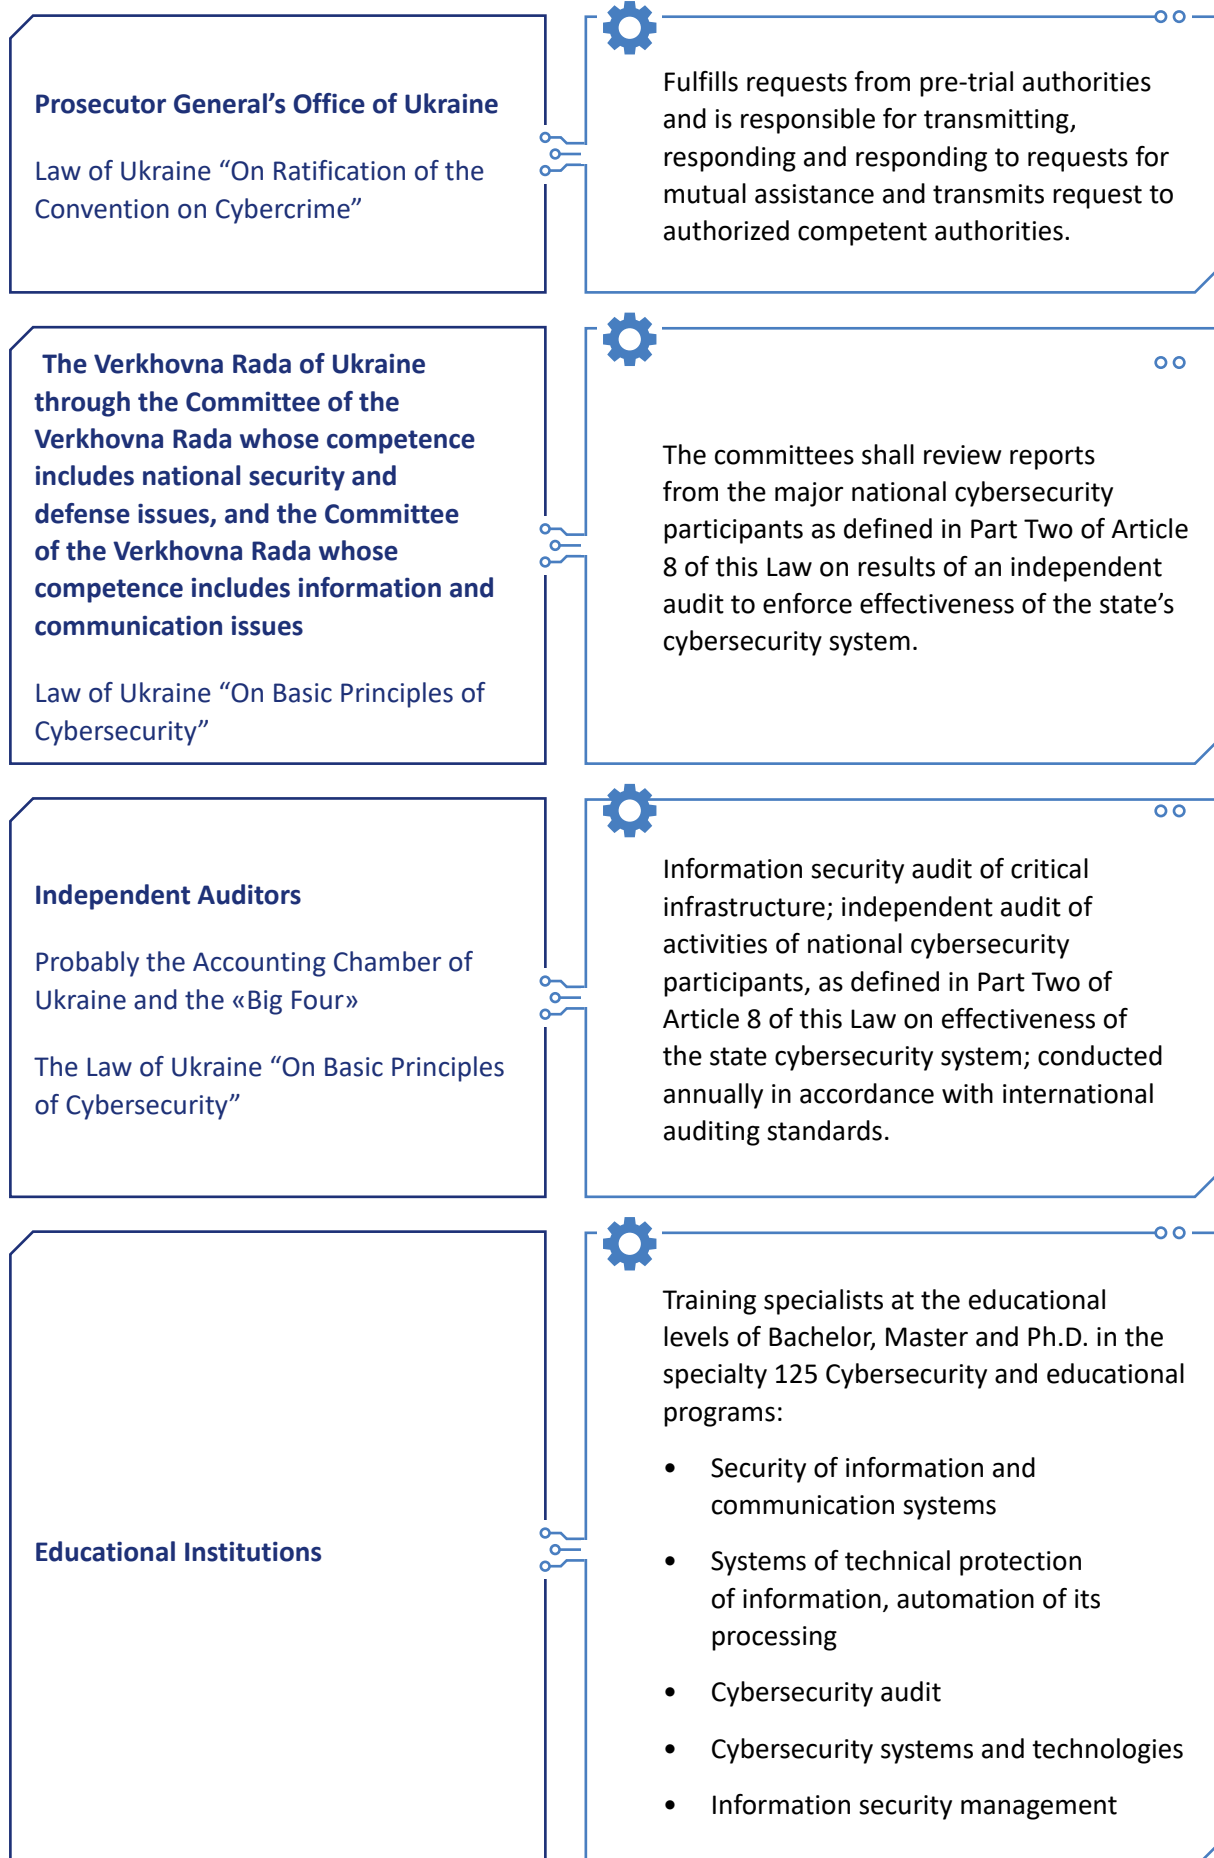 Prosecutor General’s Office of Ukraine
Law of Ukraine “On Ratification of the
Convention on Cybercrime”
Fulfills requests from pre-trial authorities
and is responsible for transmitting,
responding and responding to requests for
mutual assistance and transmits request to
authorized competent authorities.
The Verkhovna Rada of Ukraine
through the Committee of the
Verkhovna Rada whose competence
includes national security and
defense issues, and the Committee
of the Verkhovna Rada whose
competence includes information and
communication issues
Law of Ukraine “On Basic Principles of
Cybersecurity”
The committees shall review reports
from the major national cybersecurity
participants as defined in Part Two of Article
8 of this Law on results of an independent
audit to enforce effectiveness of the state’s
cybersecurity system.
Independent Auditors
Probably the Accounting Chamber of
Ukraine and the «Big Four»
The Law of Ukraine “On Basic Principles
of Cybersecurity”
Information security audit of critical
infrastructure; independent audit of
activities of national cybersecurity
participants, as defined in Part Two of
Article 8 of this Law on effectiveness of
the state cybersecurity system; conducted
annually in accordance with international
auditing standards.
Educational Institutions
Training specialists at the educational
levels of Bachelor, Master and Ph.D. in the
specialty 125 Cybersecurity and educational
programs:
• Security of information and
communication systems
• Systems of technical protection
of information, automation of its
processing
• Cybersecurity audit
• Cybersecurity systems and technologies
• Information security management